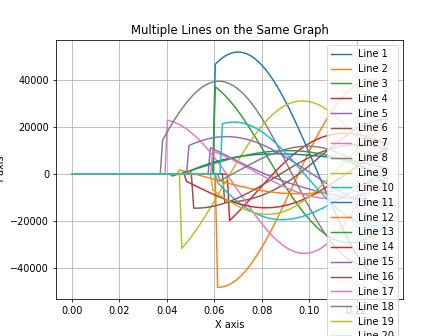 Multiple Lines on the Same Graph
40000
20000
0
−20000
−40000
0.00
0.02
0.04
0.06
0.08
0.10
X axis
Line 1
Line 2
Line 3
Line 4
Line 5
Line 6
Line 7
Line 8
Line 9
Line 10
Line 11
Line 12
Line 13
Line 14
Line 15
Line 16
Line 17
Line 18
Line 19
Line 20